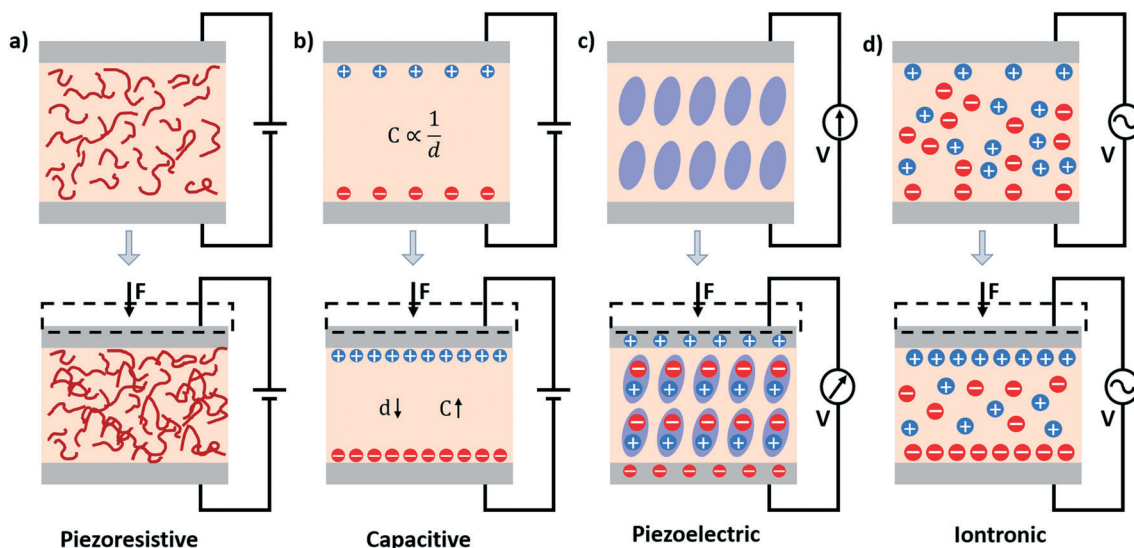 a)
b)
c)
d)
C ∝ 1/d
V
V
F
F
F
F
d↓ C↑
V
V
Piezoresistive
Capacitive
Piezoelectric
Iontronic